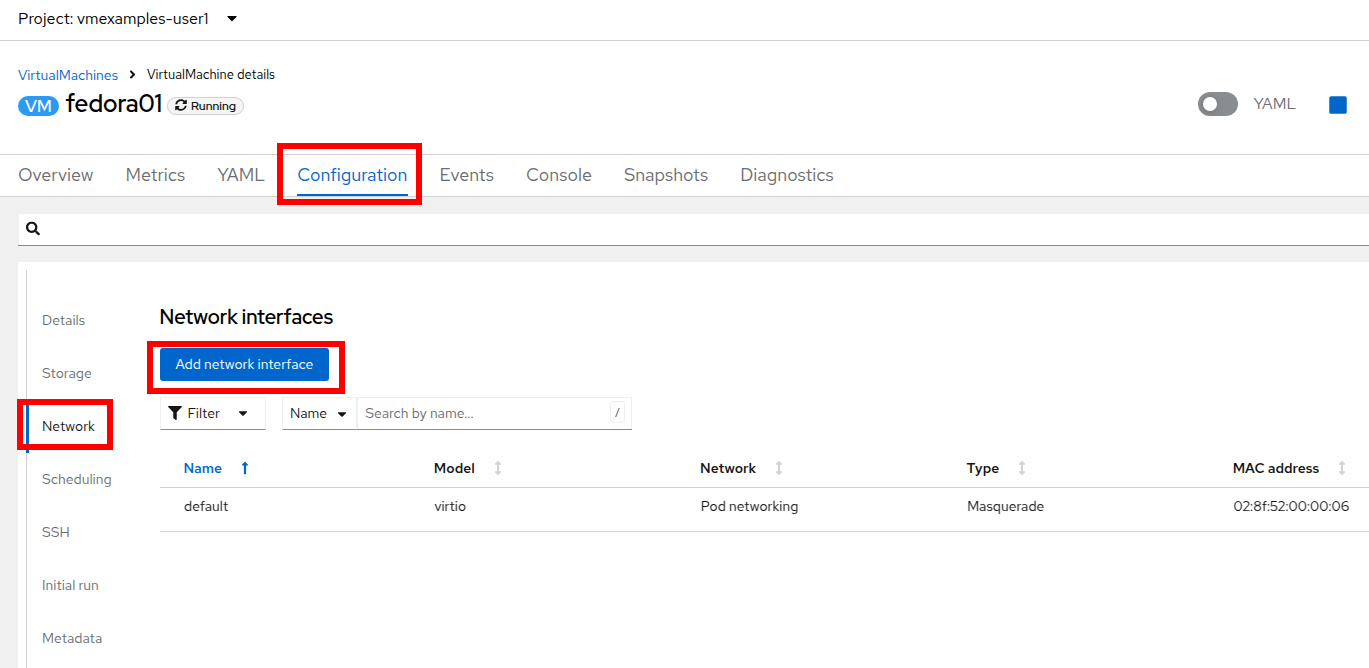 Project: vmexamples-user1
VirtualMachines > VirtualMachine details
VM fedora01 Running YAML
Overview Metrics YAML Configuration Events Console Snapshots Diagnostics
Details
Network interfaces
Add network interface
Storage
Filter Name Search by name... /
Network
Name Model Network Type MAC address
Scheduling
default virtio Pod networking Masquerade 02:8f:52:00:00:06
SSH
Initial run
Metadata